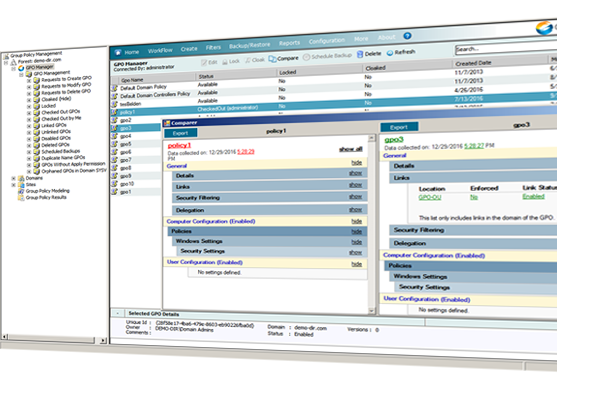 Group Policy Management
Forest: demo-dir.com
GPO Manager
GPO Management
Requests to Create GPO
Requests to Modify GPO
Requests to Delete GPO
Cloaked (Hide)
Locked
Checked Out GPOs
Checked Out by Me
Linked GPOs
Unlinked GPOs
Disabled GPOs
Deleted GPOs
Scheduled Backups
Duplicate Name GPOs
GPOs Without Apply Permission
Orphaned GPOs in Domain SYSV
Domains
Sites
Group Policy Modeling
Group Policy Results
Home WorkFlow Create Filters Backup/Restore Reports Configuration More
GPO Manager
Connected By: administrator
Edit Lock Cloak Compare Schedule Backup Delete Refresh
Search...
Gpo Name Status Locked Cloaked Created Date
Default Domain Policy Available No No 11/7/2013
Default Domain Controllers Policy Available No No 11/7/2013
Available No No 4/26/2016
policy1 CheckedOut (administrator) No No 7/13/2016
gpo2
gpo3
gpo4
gpo5
gpo6
gpo7
gpo8
gpo9
gpo10
gpo1
Comparer
Export policy1
policy1
Data collected on: 12/29/2016 5:28:29 PM
show all
General hide
Details show
Links show
Security Filtering show
Delegation show
Computer Configuration (Enabled) hide
Policies hide
Windows Settings hide
Security Settings show
User Configuration (Enabled) hide
No settings defined.
Export gpo3
gpo3
Data collected on: 12/29/2016 5:28:27 PM
General
Details
Links
Location Enforced Link Status
GPO-OU No Enabled
This list only includes links in the domain of the GPO.
Security Filtering
Delegation
Computer Configuration (Enabled)
Policies
Windows Settings
Security Settings
User Configuration (Enabled)
No settings defined.
Selected GPO Details
Unique Id :
Owner : DEMO-DIR\Domain Admins
Comments :
Domain : demo-dir.com
Status : Enabled
Versions : 0